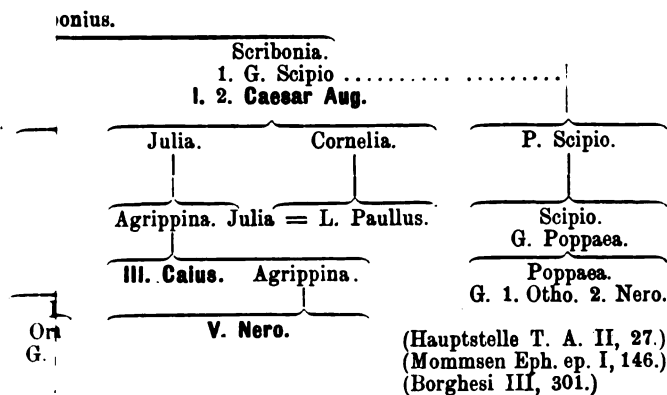 onius.
Scribonia.
1. G. Scipio
I. 2. Caesar Aug.
Julia. Cornelia. P. Scipio.
Agrippina. Julia = L. Paullus. Scipio.
G. Poppaea.
III. Caius. Agrippina. Poppaea.
G. 1. Otho. 2. Nero.
V. Nero.
G.
(Hauptstelle T. A. II, 27.)
(Mommsen Eph. ep. I, 146.)
(Borghesi III, 301.)